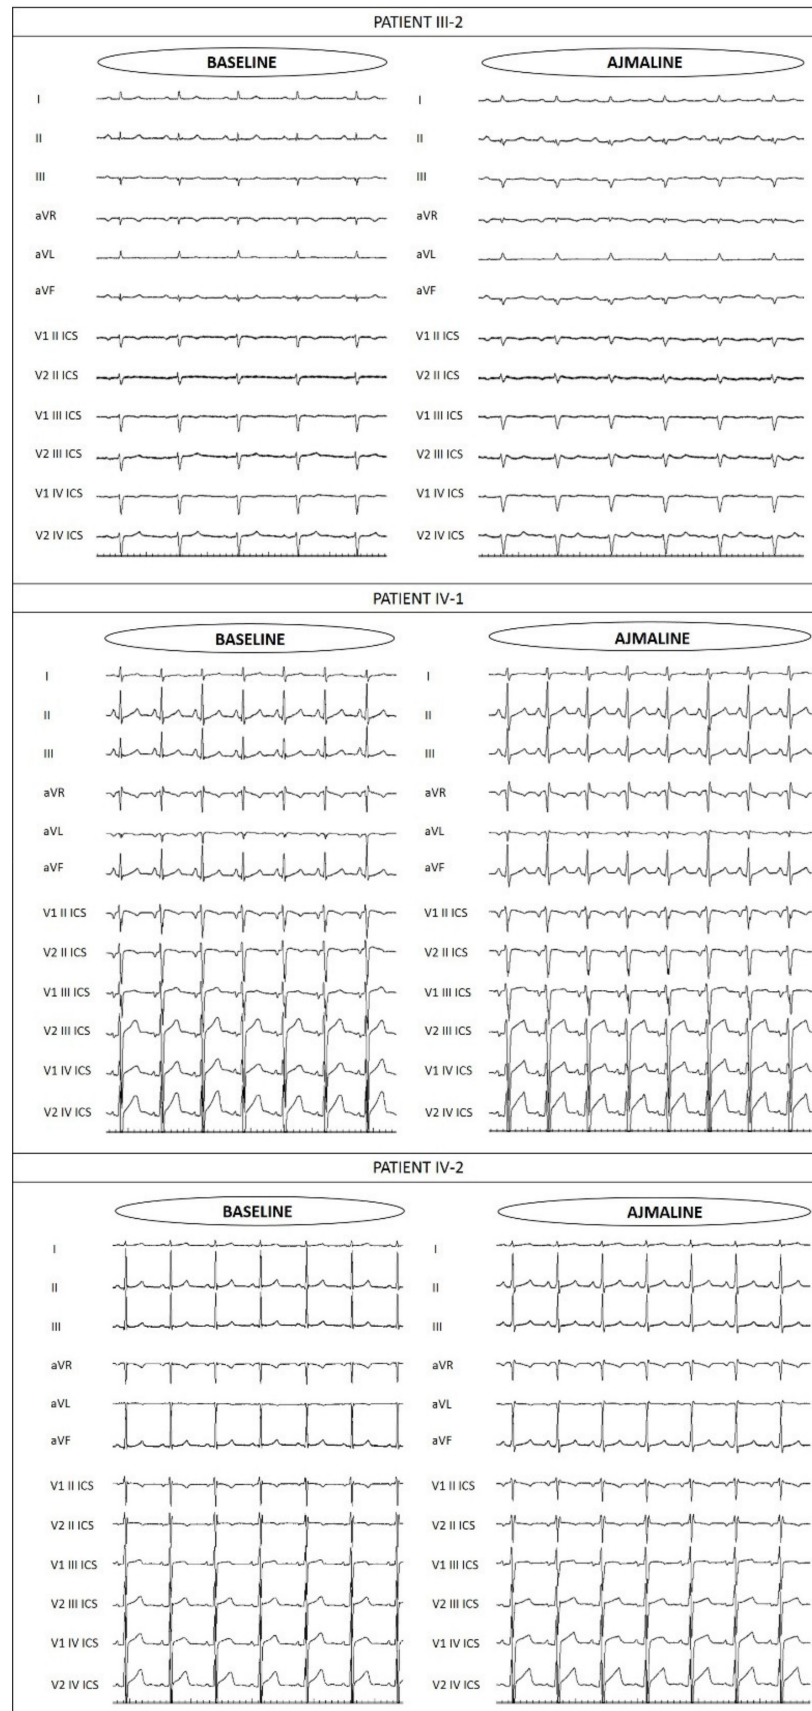 PATIENT III-2
BASELINE AJMALINE
I I
II II
III III
aVR aVR
aVL aVL
aVF aVF
V1 II ICS V1 II ICS
V2 II ICS V2 II ICS
V1 III ICS V1 III ICS
V2 III ICS V2 III ICS
V1 IV ICS V1 IV ICS
V2 IV ICS V2 IV ICS
PATIENT IV-1
BASELINE AJMALINE
I I
II II
III III
aVR aVR
aVL aVL
aVF aVF
V1 II ICS V1 II ICS
V2 II ICS V2 II ICS
V1 III ICS V1 III ICS
V2 III ICS V2 III ICS
V1 IV ICS V1 IV ICS
V2 IV ICS V2 IV ICS
PATIENT IV-2
BASELINE AJMALINE
I I
II II
III III
aVR aVR
aVL aVL
aVF aVF
V1 II ICS V1 II ICS
V2 II ICS V2 II ICS
V1 III ICS V1 III ICS
V2 III ICS V2 III ICS
V1 IV ICS V1 IV ICS
V2 IV ICS V2 IV ICS